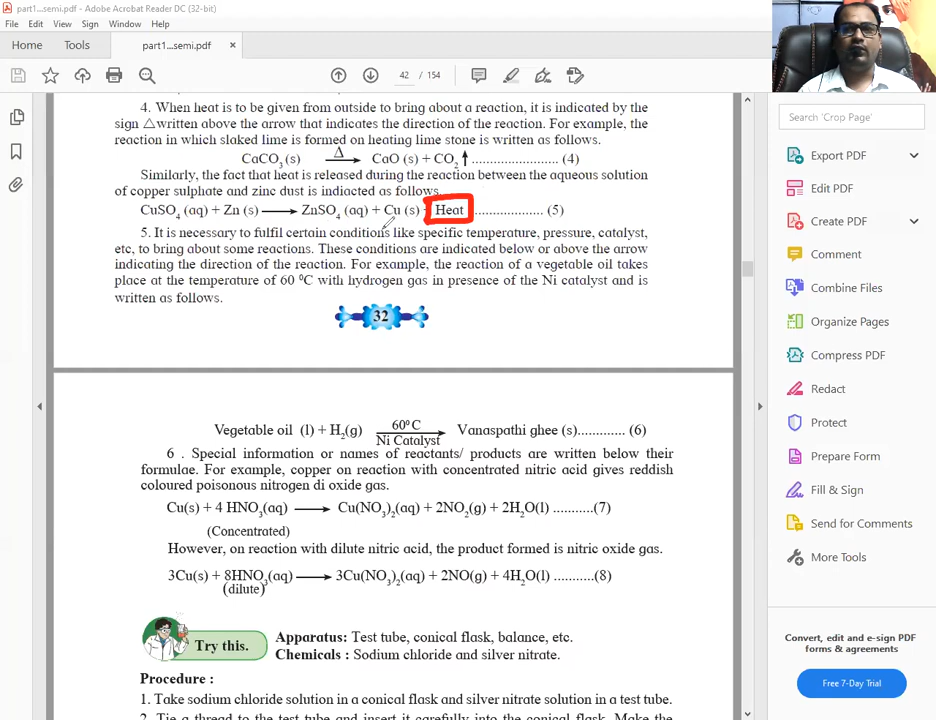 part1...semi.pdf - Adobe Acrobat Reader DC (32-bit)
File Edit View Sign Window Help
Home Tools part1...semi.pdf ×
42 / 154
Search 'Crop Page'
4. When heat is to be given from outside to bring about a reaction, it is indicated by the
sign △written above the arrow that indicates the direction of the reaction. For example, the
reaction in which slaked lime is formed on heating lime stone is written as follows.
CaCO₃(s) —Δ→ CaO (s) + CO₂↑........................ (4)
Similarly, the fact that heat is released during the reaction between the aqueous solution
of copper sulphate and zinc dust is indiacted as follows.
CuSO₄ (aq) + Zn (s) ⟶ ZnSO₄ (aq) + Cu (s) + Heat ................... (5)
5. It is necessary to fulfil certain conditions like specific temperature, pressure, catalyst,
etc, to bring about some reactions. These conditions are indicated below or above the arrow
indicating the direction of the reaction. For example, the reaction of a vegetable oil takes
place at the temperature of 60 ⁰C with hydrogen gas in presence of the Ni catalyst and is
written as follows.
32
60⁰ C
Vegetable oil (l) + H₂(g) ⟶ Vanaspathi ghee (s)............. (6)
Ni Catalyst
6 . Special information or names of reactants/ products are written below their
formulae. For example, copper on reaction with concentrated nitric acid gives reddish
coloured poisonous nitrogen di oxide gas.
Cu(s) + 4 HNO₃(aq) ⟶ Cu(NO₃)₂(aq) + 2NO₂(g) + 2H₂O(l) ...........(7)
(Concentrated)
However, on reaction with dilute nitric acid, the product formed is nitric oxide gas.
3Cu(s) + 8HNO₃(aq) ⟶ 3Cu(NO₃)₂(aq) + 2NO(g) + 4H₂O(l) ...........(8)
(dilute)
Try this.
Apparatus: Test tube, conical flask, balance, etc.
Chemicals : Sodium chloride and silver nitrate.
Procedure :
1. Take sodium chloride solution in a conical flask and silver nitrate solution in a test tube.
2. Tie a thread to the test tube and insert it carefully into the conical flask. Make the
Export PDF
Edit PDF
Create PDF
Comment
Combine Files
Organize Pages
Compress PDF
Redact
Protect
Prepare Form
Fill & Sign
Send for Comments
More Tools
Convert, edit and e-sign PDF
forms & agreements
Free 7-Day Trial